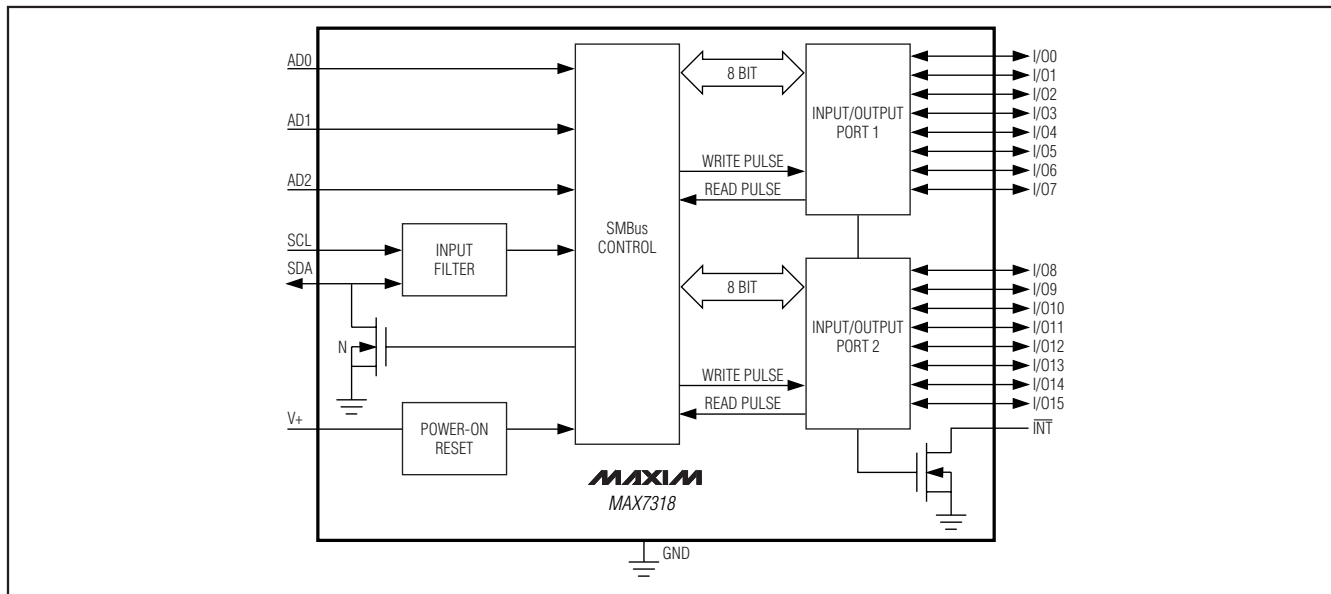 AD0
AD1
AD2
SCL
SDA
N
V+
INPUT
FILTER
POWER-ON
RESET
SMBus
CONTROL
8 BIT
WRITE PULSE
READ PULSE
8 BIT
WRITE PULSE
READ PULSE
INPUT/OUTPUT
PORT 1
INPUT/OUTPUT
PORT 2
I/O0
I/O1
I/O2
I/O3
I/O4
I/O5
I/O6
I/O7
I/O8
I/O9
I/O10
I/O11
I/O12
I/O13
I/O14
I/O15
INT
MAXIM
MAX7318
GND